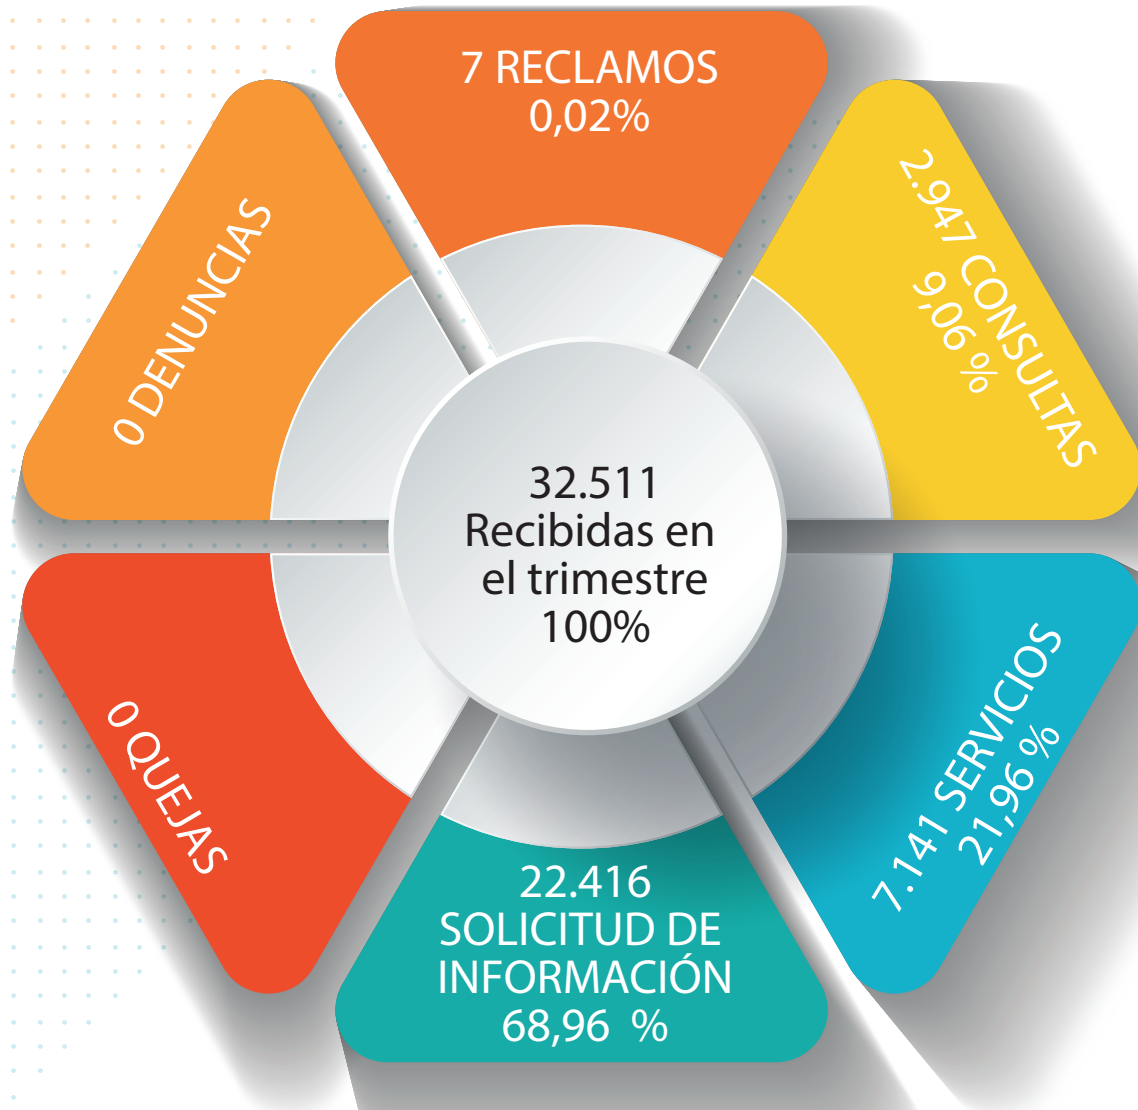 7 RECLAMOS
0,02%
2.947 CONSULTAS
9,06 %
7.141 SERVICIOS
21,96 %
22.416
SOLICITUD DE
INFORMACIÓN
68,96 %
0 QUEJAS
0 DENUNCIAS
32.511
Recibidas en
el trimestre
100%